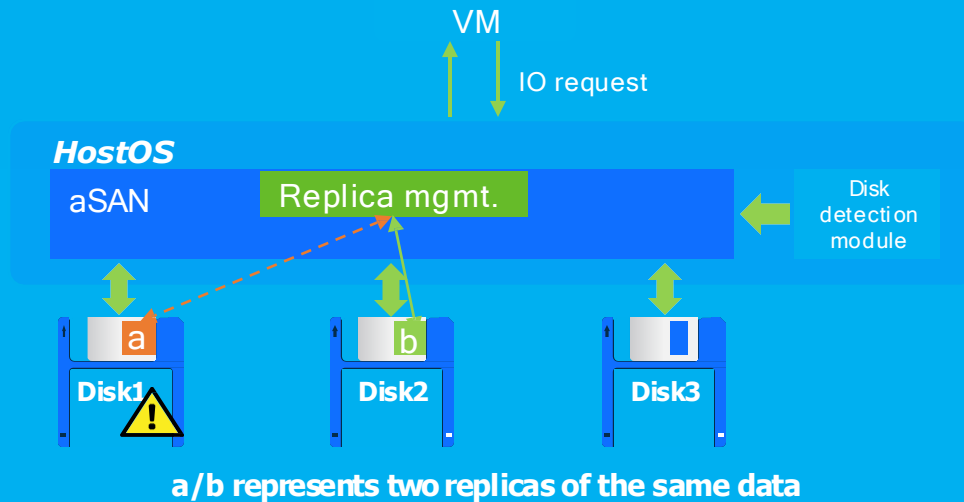 VM
IO request
HostOS
aSAN
Replica mgmt.
Disk
detection
module
a
b
Disk1
!
Disk2
Disk3
a/b represents two replicas of the same data